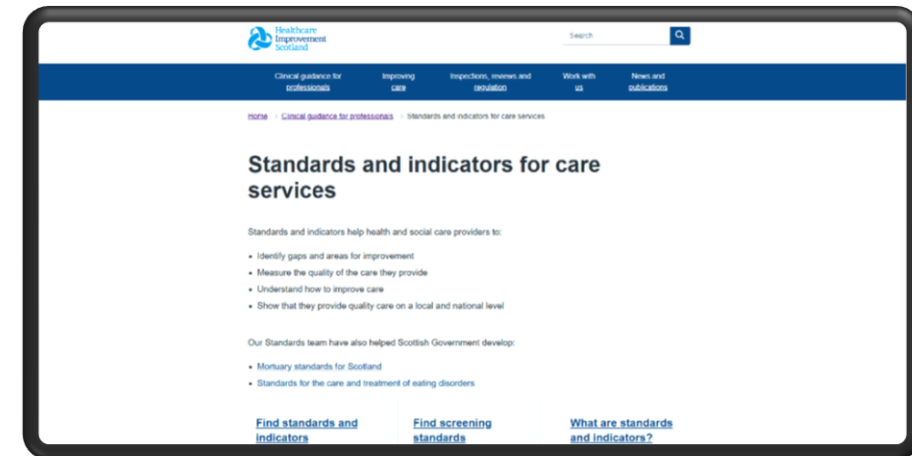 Healthcare
Improvement
Scotland
Search
Clinical guidance for
professionals
Improving
care
Inspections, reviews and
regulation
Work with
us
News and
publications
Home > Clinical guidance for professionals > Standards and indicators for care services
Standards and indicators for care
services
Standards and indicators help health and social care providers to:
• Identify gaps and areas for improvement
• Measure the quality of the care they provide
• Understand how to improve care
• Show that they provide quality care on a local and national level
Our Standards team have also helped Scottish Government develop:
• Mortuary standards for Scotland
• Standards for the care and treatment of eating disorders
Find standards and
indicators
Find screening
standards
What are standards
and indicators?